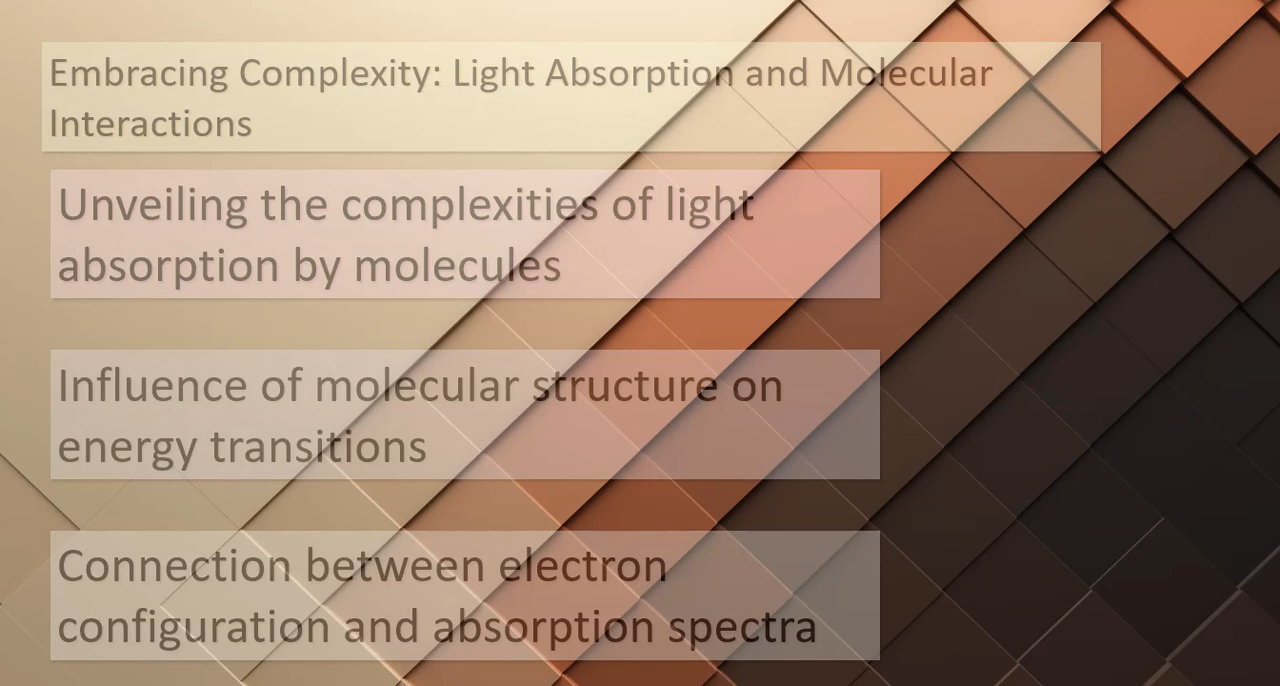 Embracing Complexity: Light Absorption and Molecular
Interactions
Unveiling the complexities of light
absorption by molecules
Influence of molecular structure on
energy transitions
Connection between electron
configuration and absorption spectra